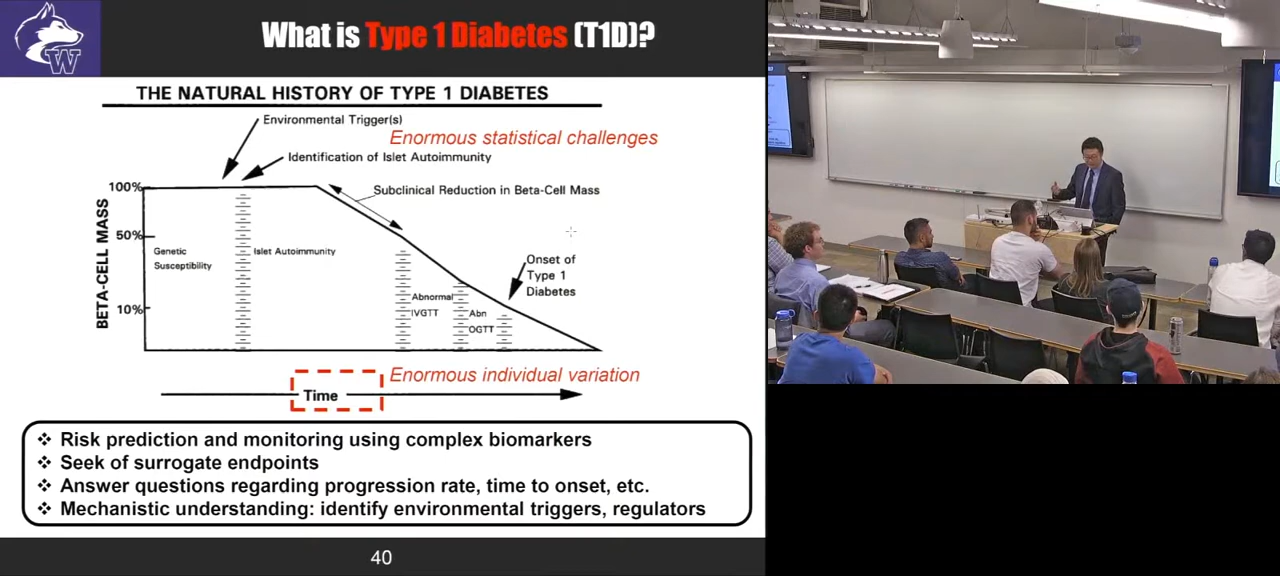 W
What is Type 1 Diabetes (T1D)?
THE NATURAL HISTORY OF TYPE 1 DIABETES
Environmental Trigger(s)
Enormous statistical challenges
Identification of Islet Autoimmunity
Subclinical Reduction in Beta-Cell Mass
100%
50%
10%
BETA-CELL MASS
Genetic
Susceptibility
Islet Autoimmunity
Abnormal
IVGTT
Abn
OGTT
Onset of
Type 1
Diabetes
Enormous individual variation
Time
❖ Risk prediction and monitoring using complex biomarkers
❖ Seek of surrogate endpoints
❖ Answer questions regarding progression rate, time to onset, etc.
❖ Mechanistic understanding: identify environmental triggers, regulators
40